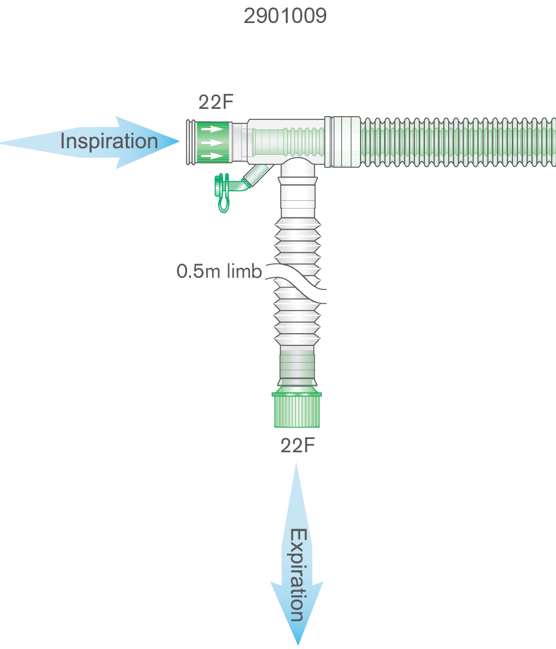 2901009
22F
Inspiration
0.5m limb
22F
Expiration